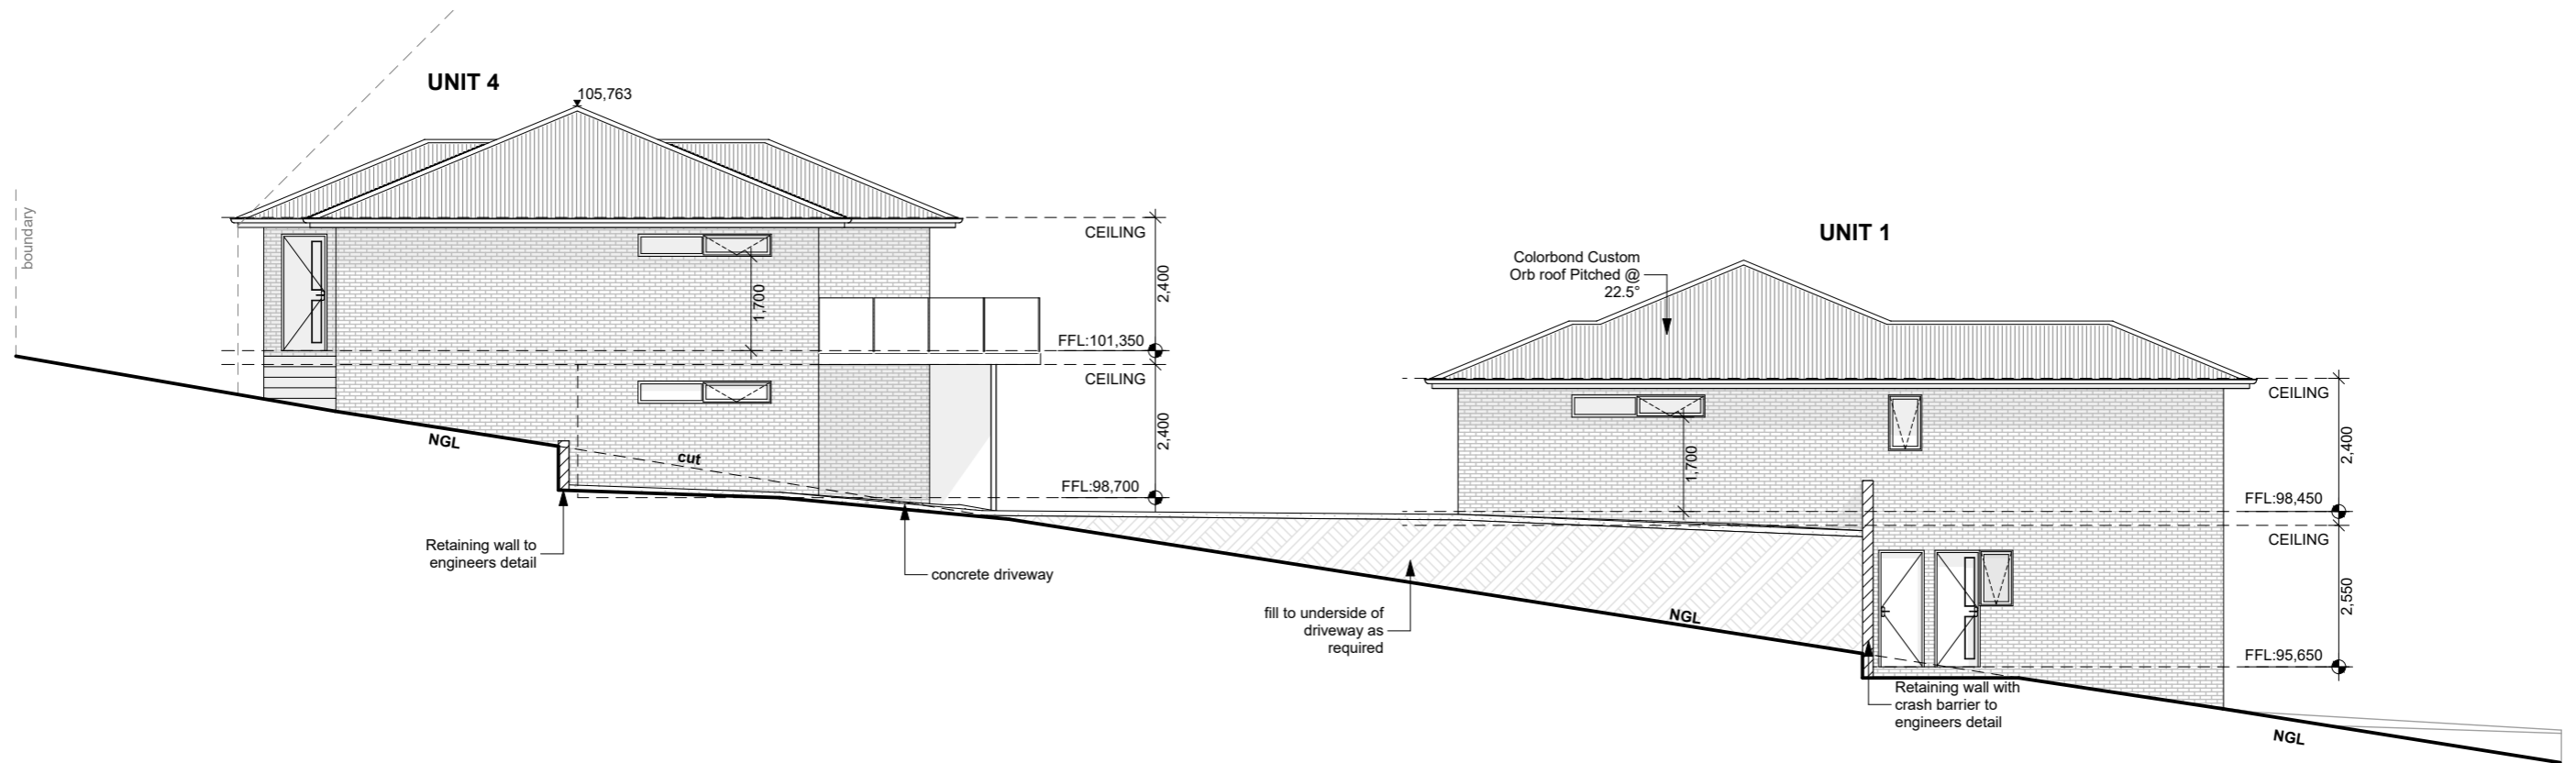 UNIT 4
105,763
boundary
CEILING
2,400
1,700
FFL:101,350
CEILING
2,400
NGL
cut
FFL:98,700
Retaining wall to
engineers detail
concrete driveway
UNIT 1
Colorbond Custom
Orb roof Pitched @
22.5°
CEILING
2,400
1,700
FFL:98,450
CEILING
2,550
fill to underside of
driveway as
required
NGL
FFL:95,650
Retaining wall with
crash barrier to
engineers detail
NGL